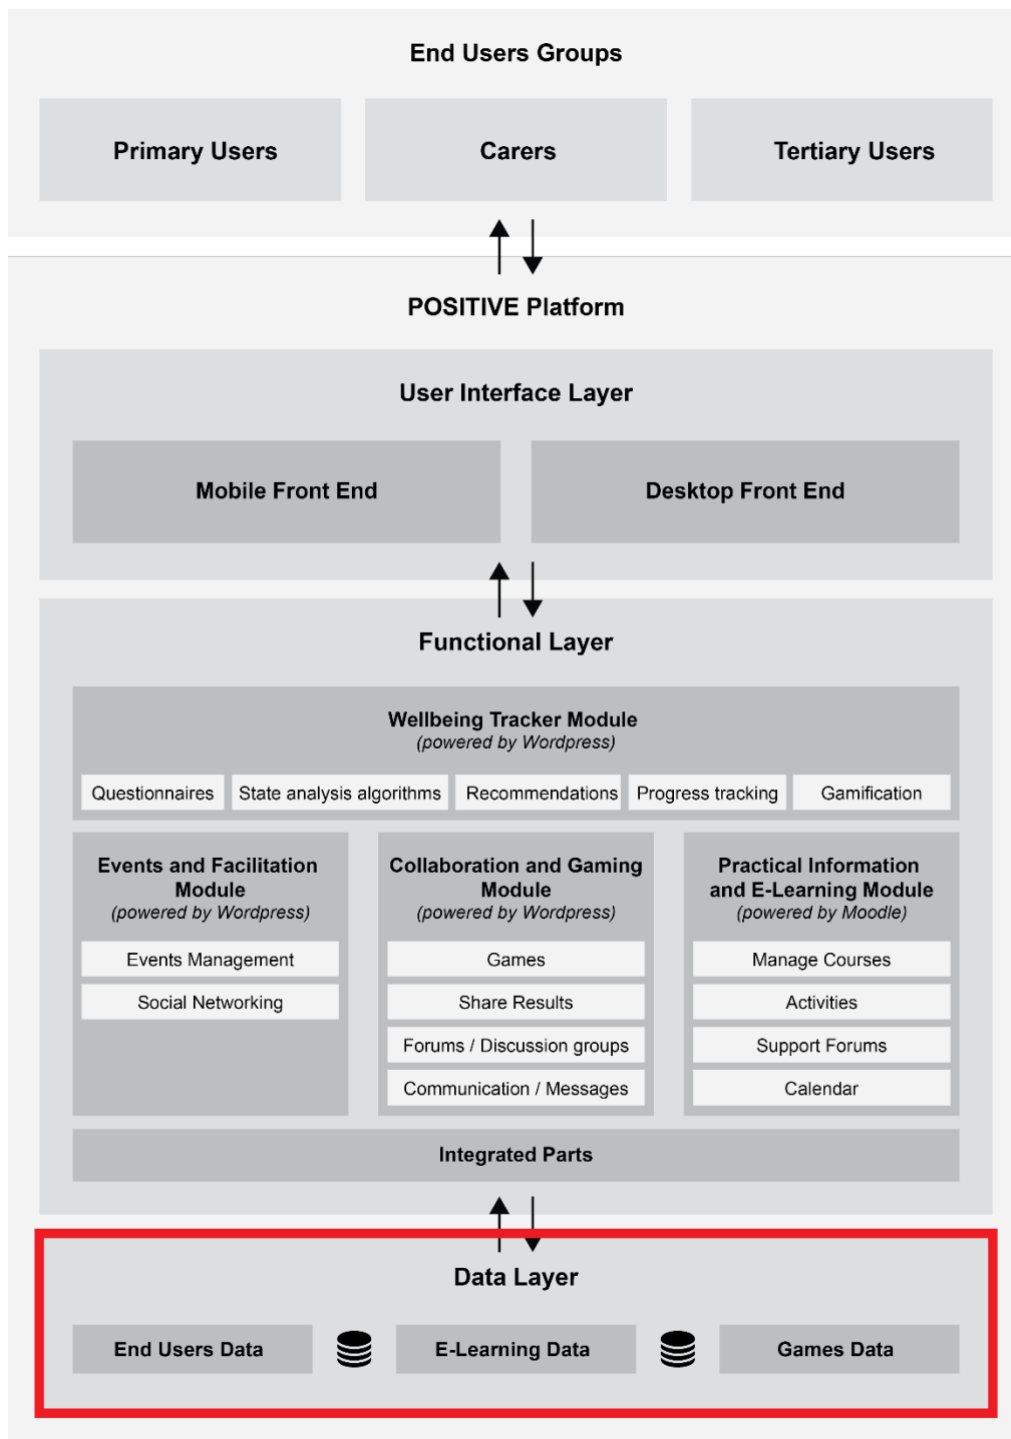 End Users Groups
Primary Users
Carers
Tertiary Users
POSITIVE Platform
User Interface Layer
Mobile Front End
Desktop Front End
Functional Layer
Wellbeing Tracker Module
(powered by Wordpress)
Questionnaires
State analysis algorithms
Recommendations
Progress tracking
Gamification
Events and Facilitation
Module
(powered by Wordpress)
Events Management
Social Networking
Collaboration and Gaming
Module
(powered by Wordpress)
Games
Share Results
Forums / Discussion groups
Communication / Messages
Practical Information
and E-Learning Module
(powered by Moodle)
Manage Courses
Activities
Support Forums
Calendar
Integrated Parts
Data Layer
End Users Data
E-Learning Data
Games Data